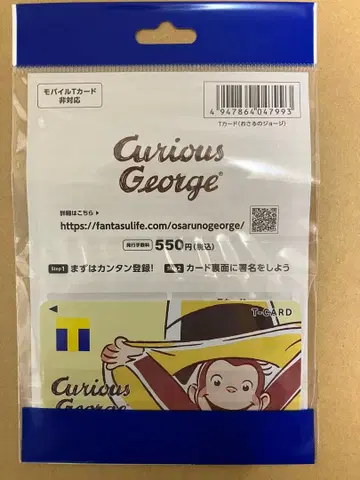 モバイルTカード
非対応
4 947864 047993
Tカード(おさるのジョージ)
Curious
George®
詳細はこちら▶
https://fantasulife.com/osarunogeorge/
発行手数料 550円(税込)
Step1 まずはカンタン登録! Step2 カード裏面に署名をしよう
T-CARD
T
Curious
George®